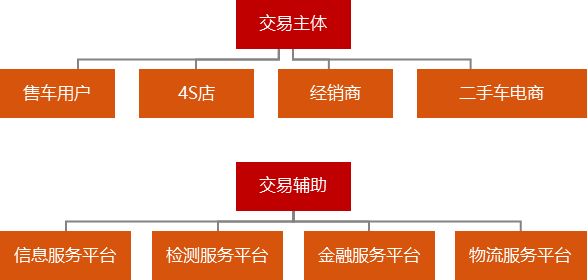 交易主体
售车用户
4S店
经销商
二手车电商
交易辅助
信息服务平台
检测服务平台
金融服务平台
物流服务平台